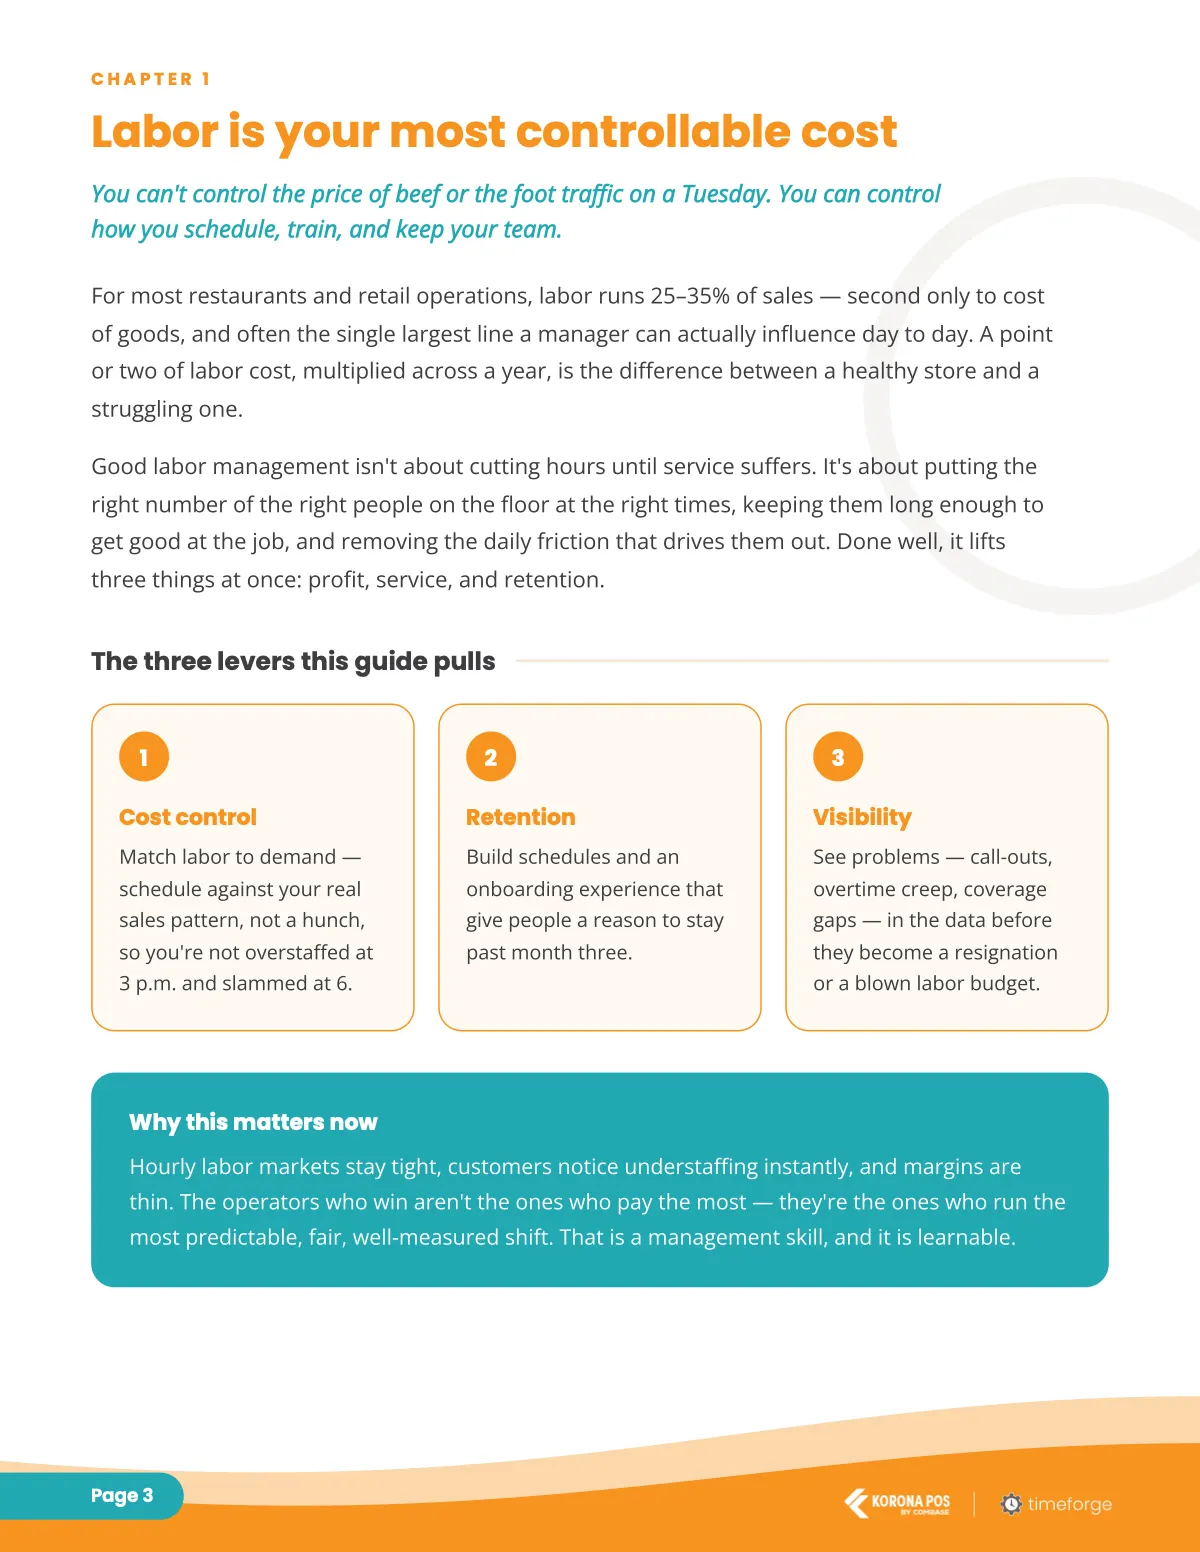 CHAPTER 1
Labor is your most controllable cost
You can't control the price of beef or the foot traffic on a Tuesday. You can control
how you schedule, train, and keep your team.
For most restaurants and retail operations, labor runs 25–35% of sales — second only to cost
of goods, and often the single largest line a manager can actually influence day to day. A point
or two of labor cost, multiplied across a year, is the difference between a healthy store and a
struggling one.
Good labor management isn't about cutting hours until service suffers. It's about putting the
right number of the right people on the floor at the right times, keeping them long enough to
get good at the job, and removing the daily friction that drives them out. Done well, it lifts
three things at once: profit, service, and retention.
The three levers this guide pulls
1
Cost control
Match labor to demand —
schedule against your real
sales pattern, not a hunch,
so you're not overstaffed at
3 p.m. and slammed at 6.
2
Retention
Build schedules and an
onboarding experience that
give people a reason to stay
past month three.
3
Visibility
See problems — call-outs,
overtime creep, coverage
gaps — in the data before
they become a resignation
or a blown labor budget.
Why this matters now
Hourly labor markets stay tight, customers notice understaffing instantly, and margins are
thin. The operators who win aren't the ones who pay the most — they're the ones who run the
most predictable, fair, well-measured shift. That is a management skill, and it is learnable.
Page 3
KORONA POS
BY COMBASE
timeforge